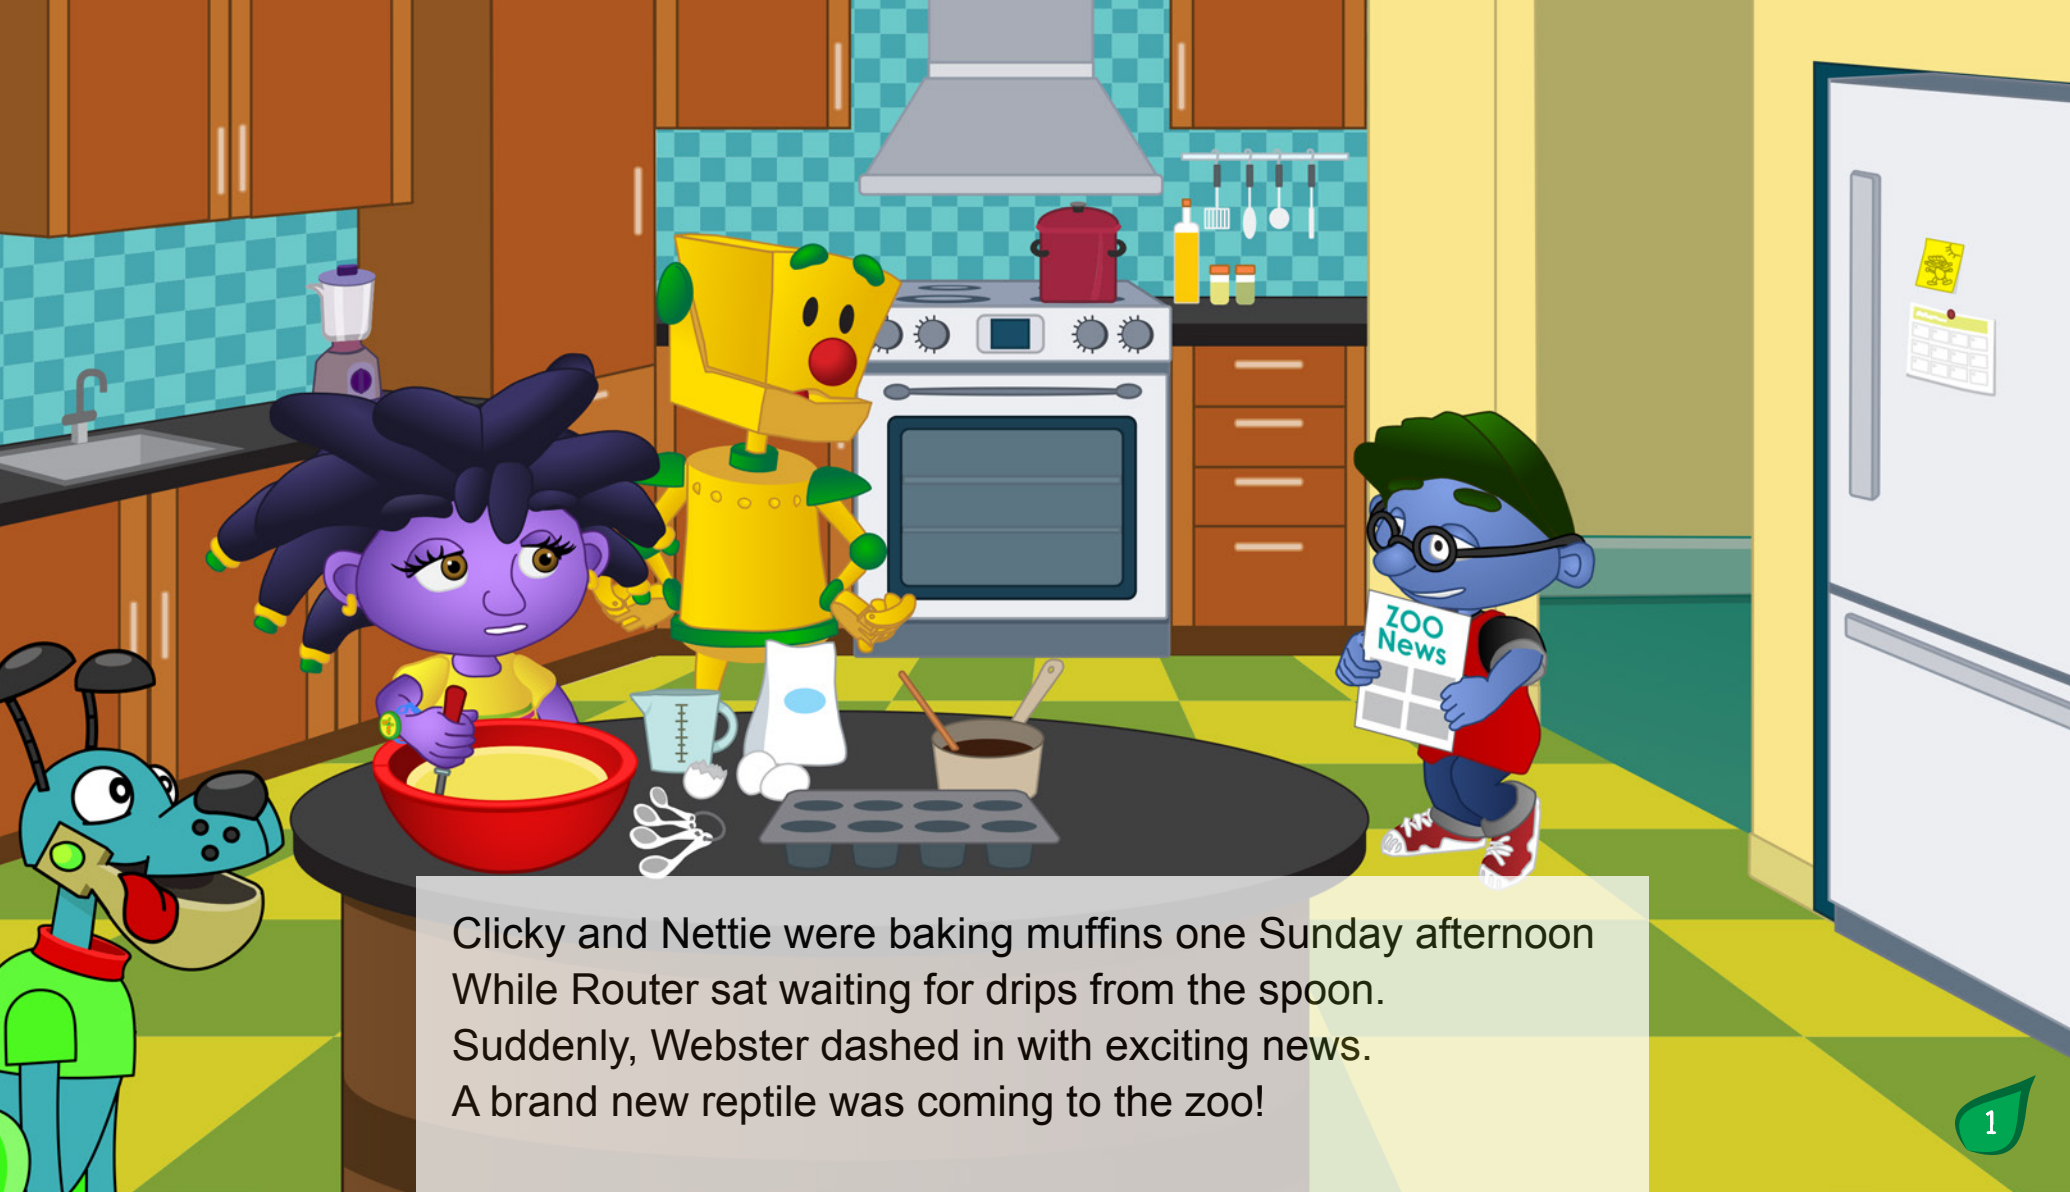 ZOO
News
Clicky and Nettie were baking muffins one Sunday afternoon
While Router sat waiting for drips from the spoon.
Suddenly, Webster dashed in with exciting news.
A brand new reptile was coming to the zoo!
1